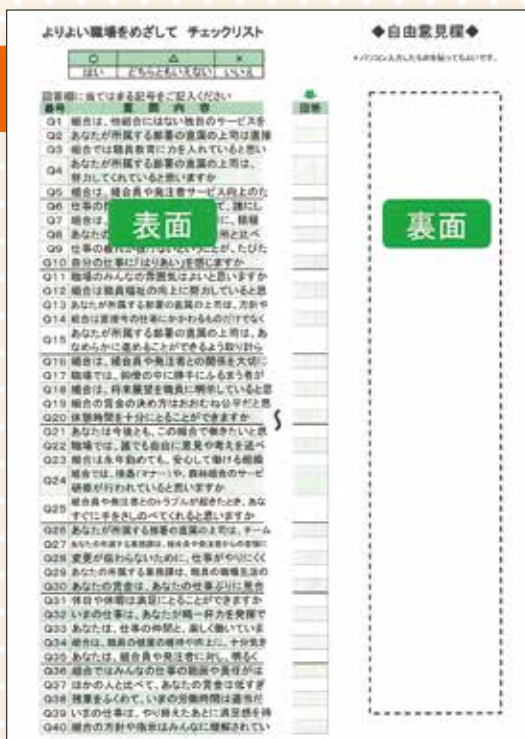 よりよい職場をめざして チェックリスト
○ △ ×
はい どちらともいえない いいえ
回答欄に当てはまる記号をご記入ください
番号 質問内容 回答
Q1 組合は、他組合にはない独自のサービスを
Q2 あなたが所属する部署の直属の上司は直接
Q3 組合では職員教育に力を入れていると思い
Q4 あなたが所属する部署の直属の上司は、
努力してくれていると思いますか
Q5 組合は、組合員や発注者サービス向上のた
Q6 仕事の
Q7 組合は、
Q8 あなたの
Q9 仕事の
Q10 自分の仕事に「はりあい」を感じますか
Q11 職場のみんなの雰囲気はよいと思いますか
Q12 組合は職員福祉の向上に努力していると思
Q13 あなたが所属する部署の直属の上司は、方針や
Q14 組合は直接今の仕事にかかわるものだけでなく
Q15 あなたが所属する部署の直属の上司は、あ
なめらかに進めることができるよう取り計ら
Q16 組合は、組合員や発注者との関係を大切に
Q17 職場では、仲間の中に勝手にふるまう者が
Q18 組合は、将来展望を職員に明示していると思
Q19 組合の賃金の決め方はおおむね公平だと思
Q20 休憩時間を十分にとることができますか
Q21 あなたは今後とも、この組合で働きたいと思
Q22 職場では、誰でも自由に意見や考えを述べ
Q23 組合は永年勤めても、安心して働ける組織
Q24 組合では、接遇(マナー)や、森林組合のサービ
研修が行われていると思いますか
Q25 組合員や発注者とのトラブルが起きたとき、あな
すぐに手をさしのべてくれると思いますか
Q26 あなたが所属する部署の直属の上司は、チーム
Q27
Q28 変更が伝わらないために、仕事がやりにくく
Q29 あなたの所属する業務課は、職員の職場生活の
Q30 あなたの賃金は、あなたの仕事ぶりに見合
Q31 休日や休暇は満足にとることができますか
Q32 いまの仕事は、あなたが精一杯力を発揮で
Q33 あなたは、仕事の仲間と、楽しく働いていま
Q34 組合は、職員の健康の維持や向上に、十分気を
Q35 あなたは、組合員や発注者に対し、明るく
Q36 組合ではみんなの仕事の範囲や責任がは
Q37 ほかの人と比べて、あなたの賃金は低すぎ
Q38 残業をふくめて、いまの労働時間は適当だ
Q39 いまの仕事は、やり終えたあとに満足感を得
Q40 組合の方針や指示はみんなに理解されてい
表面
◆自由意見欄◆
*パソコン入力したものを貼ってもよいです。
裏面